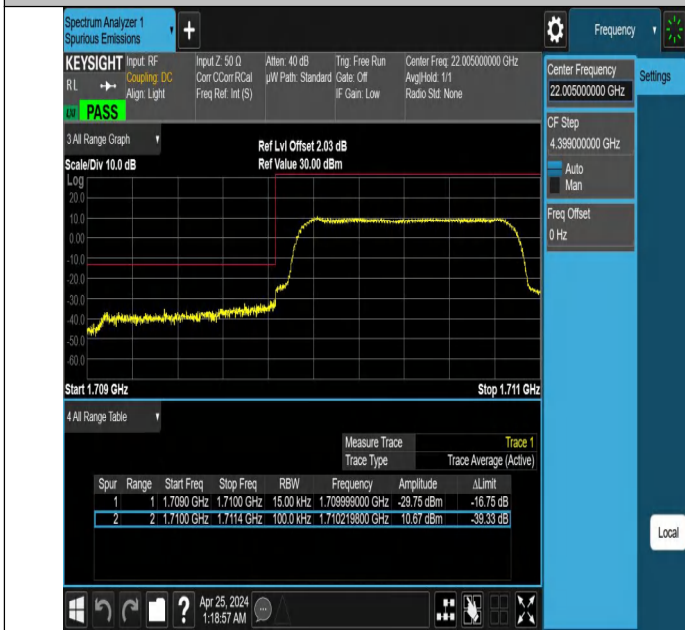 Spectrum Analyzer 1
Spurious Emissions
+
Frequency
KEYSIGHT
RL
Input: RF
Coupling: DC
Align: Light
Input Z: 50 Ω
Corr CCorr RCal
Freq Ref: Int (S)
Atten: 40 dB
µW Path: Standard
Trig: Free Run
Gate: Off
IF Gain: Low
Center Freq: 22.005000000 GHz
Avg|Hold: 1/1
Radio Std: None
PASS
Center Frequency
22.005000000 GHz
Settings
CF Step
4.399000000 GHz
Auto
Man
Freq Offset
0 Hz
3 All Range Graph
Scale/Div 10.0 dB
Ref Lvl Offset 2.03 dB
Ref Value 30.00 dBm
Log
20.0
10.0
0.00
-10.0
-20.0
-30.0
-40.0
-50.0
-60.0
Start 1.709 GHz
Stop 1.711 GHz
4 All Range Table
Measure Trace Trace 1
Trace Type Trace Average (Active)
Spur Range Start Freq Stop Freq RBW Frequency Amplitude ΔLimit
1 1 1.7090 GHz 1.7100 GHz 15.00 kHz 1.709999000 GHz -29.75 dBm -16.75 dB
2 2 1.7100 GHz 1.7114 GHz 100.0 kHz 1.710219800 GHz 10.67 dBm -39.33 dB
Local
?
Apr 25, 2024
1:18:57 AM